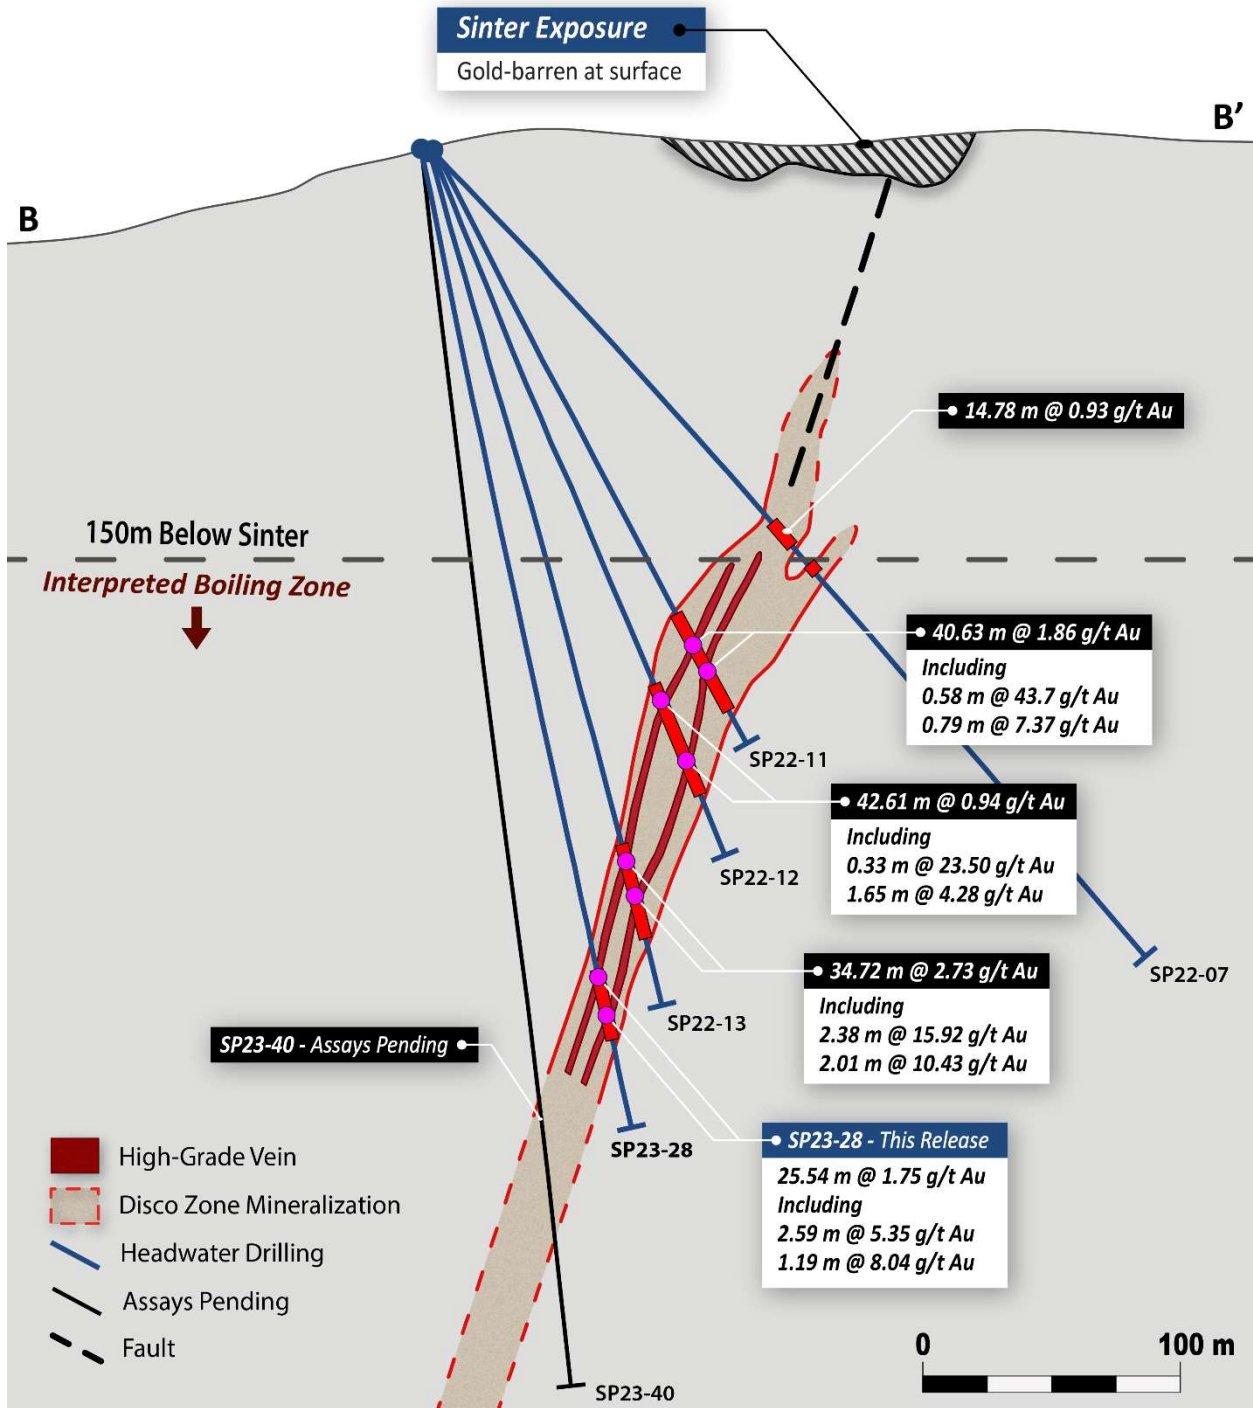 Sinter Exposure
Gold-barren at surface
B’
B
14.78 m @ 0.93 g/t Au
150m Below Sinter
Interpreted Boiling Zone
40.63 m @ 1.86 g/t Au
Including
0.58 m @ 43.7 g/t Au
0.79 m @ 7.37 g/t Au
SP22-11
42.61 m @ 0.94 g/t Au
Including
0.33 m @ 23.50 g/t Au
1.65 m @ 4.28 g/t Au
SP22-12
SP22-07
34.72 m @ 2.73 g/t Au
Including
2.38 m @ 15.92 g/t Au
2.01 m @ 10.43 g/t Au
SP22-13
SP23-40 - Assays Pending
SP23-28
SP23-28 - This Release
25.54 m @ 1.75 g/t Au
Including
2.59 m @ 5.35 g/t Au
1.19 m @ 8.04 g/t Au
High-Grade Vein
Disco Zone Mineralization
Headwater Drilling
Assays Pending
Fault
0 100 m
SP23-40